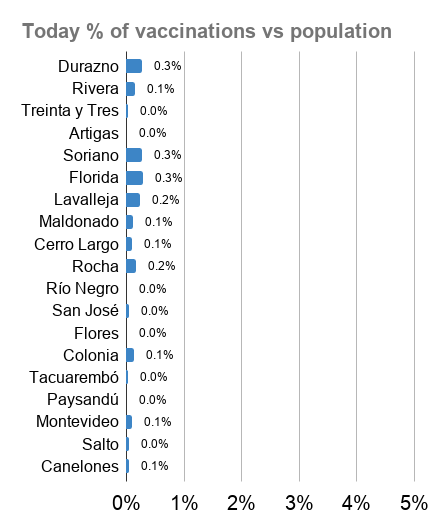 Today % of vaccinations vs population
Durazno 0.3%
Rivera 0.1%
Treinta y Tres 0.0%
Artigas 0.0%
Soriano 0.3%
Florida 0.3%
Lavalleja 0.2%
Maldonado 0.1%
Cerro Largo 0.1%
Rocha 0.2%
Río Negro 0.0%
San José 0.0%
Flores 0.0%
Colonia 0.1%
Tacuarembó 0.0%
Paysandú 0.0%
Montevideo 0.1%
Salto 0.0%
Canelones 0.1%
0% 1% 2% 3% 4% 5%